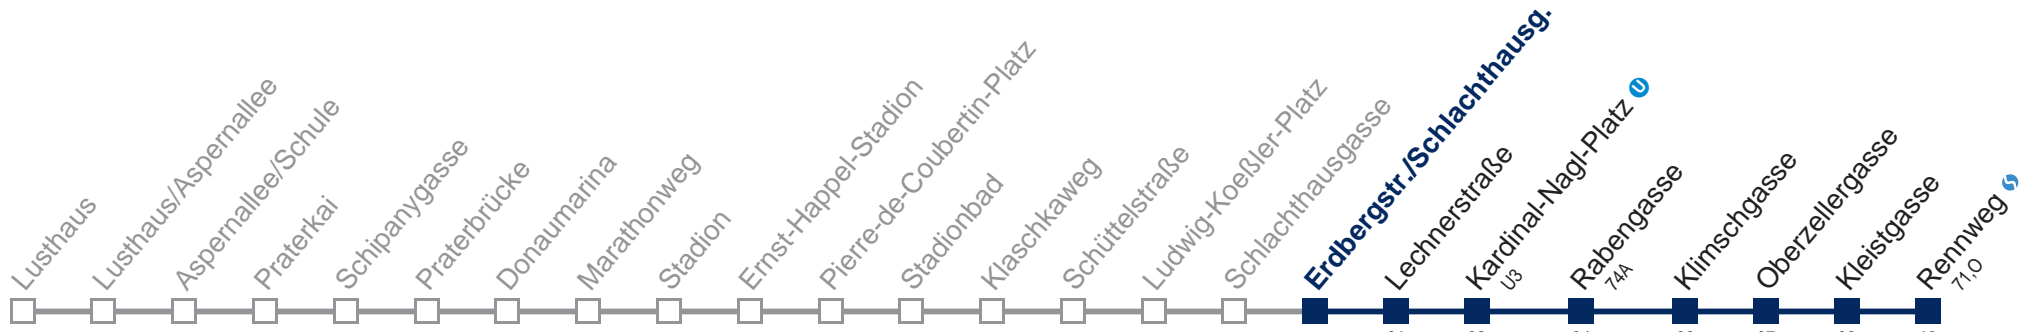 Lusthaus
Lusthaus/Aspernallee
Aspernallee/Schule
Praterkai
Schipanygasse
Praterbrücke
Donaumarina
Marathonweg
Stadion
Ernst-Happel-Stadion
Pierre-de-Coubertin-Platz
Stadionbad
Klaschkaweg
Schüttelstraße
Ludwig-Koeßler-Platz
Schlachthausgasse
Erdbergstr./Schlachthausg.
Lechnerstraße
Kardinal-Nagl-Platz U
U3
Rabengasse
74A
Klimschgasse
Oberzellergasse
Kleistgasse
Rennweg S
71,O